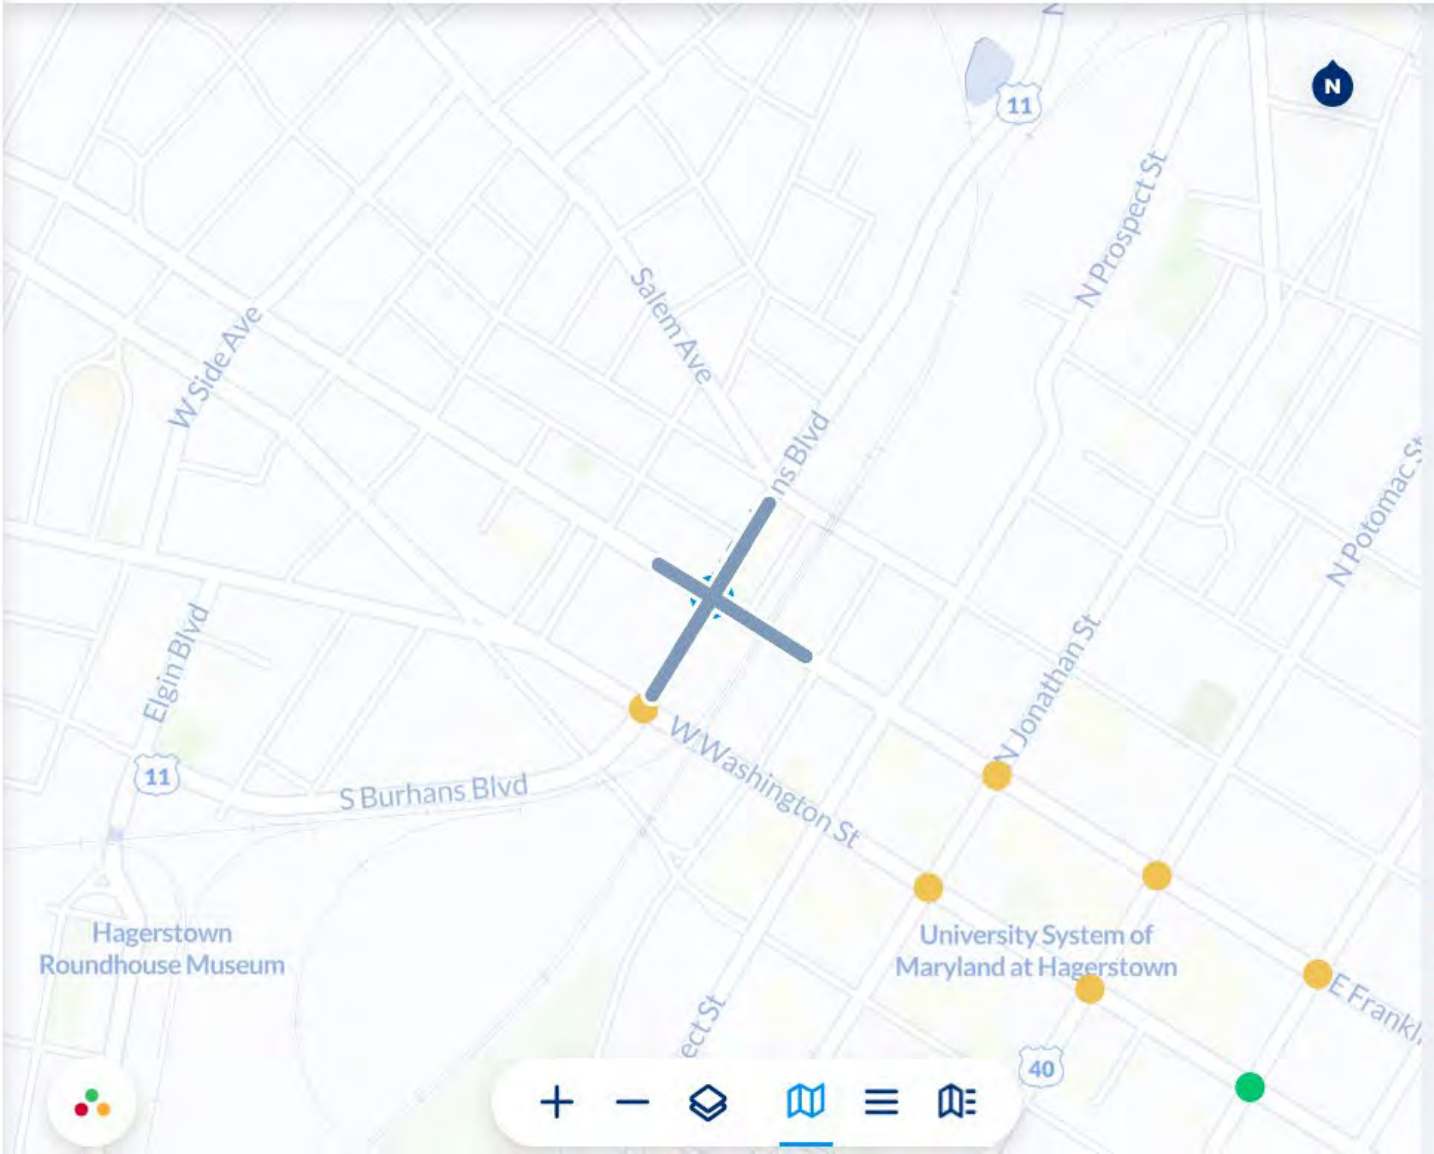 N
11
N
N Prospect St
Salem Ave
W Side Ave
ns Blvd
N Potomac St
Elgin Blvd
N Jonathan St
W Washington St
11
S Burhans Blvd
Hagerstown
Roundhouse Museum
University System of
Maryland at Hagerstown
E Frankl
ect St
40